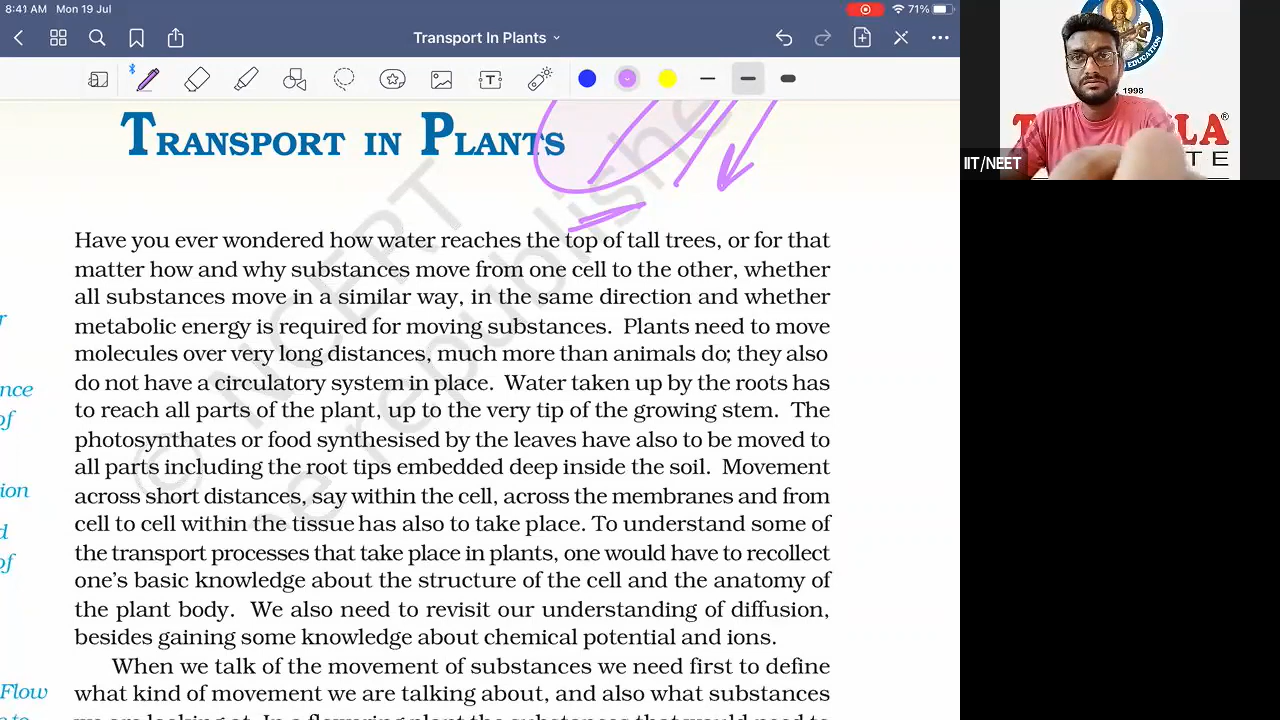 8:41 AM Mon 19 Jul
71%
Transport In Plants
TRANSPORT IN PLANTS
Have you ever wondered how water reaches the top of tall trees, or for that
matter how and why substances move from one cell to the other, whether
all substances move in a similar way, in the same direction and whether
metabolic energy is required for moving substances. Plants need to move
molecules over very long distances, much more than animals do; they also
do not have a circulatory system in place. Water taken up by the roots has
to reach all parts of the plant, up to the very tip of the growing stem. The
photosynthates or food synthesised by the leaves have also to be moved to
all parts including the root tips embedded deep inside the soil. Movement
across short distances, say within the cell, across the membranes and from
cell to cell within the tissue has also to take place. To understand some of
the transport processes that take place in plants, one would have to recollect
one's basic knowledge about the structure of the cell and the anatomy of
the plant body. We also need to revisit our understanding of diffusion,
besides gaining some knowledge about chemical potential and ions.
When we talk of the movement of substances we need first to define
what kind of movement we are talking about, and also what substances
nce
of
ion
d
of
Flow
© NCERT
republishe
EDUCATION
1998
LA
TE
IIT/NEET